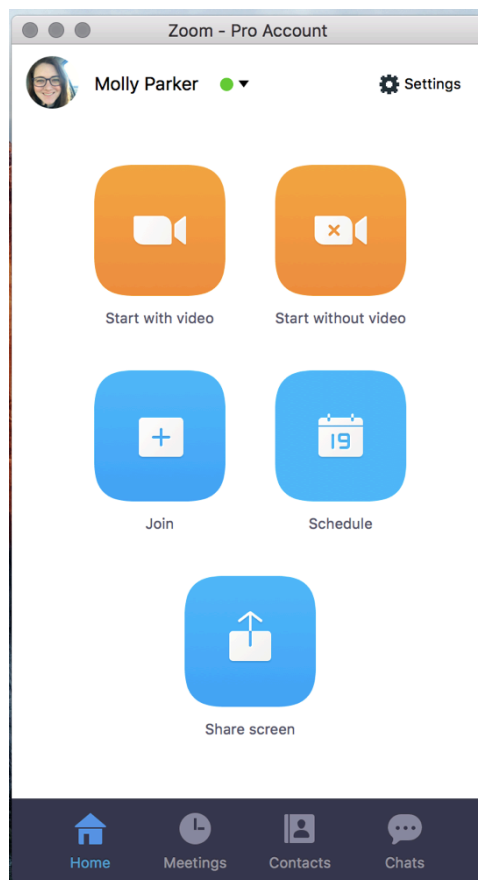 Zoom - Pro Account
Molly Parker
Settings
Start with video
Start without video
19
Join
Schedule
Share screen
Home
Meetings
Contacts
Chats